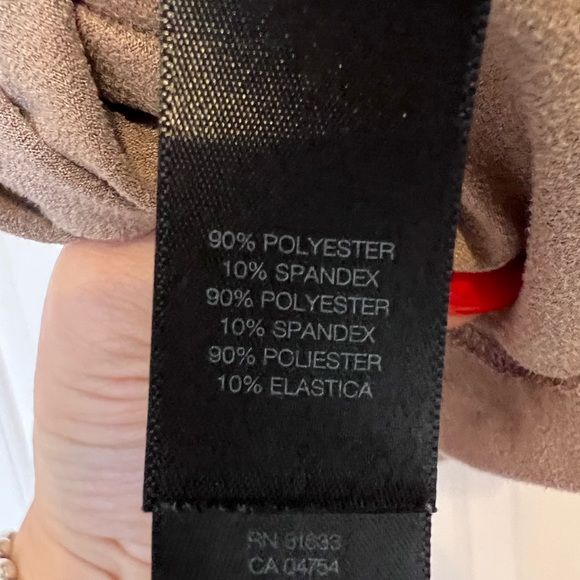 90% POLYESTER
10% SPANDEX
90% POLYESTER
10% SPANDEX
90% POLIESTER
10% ELASTICA
RN 81633
CA 04754